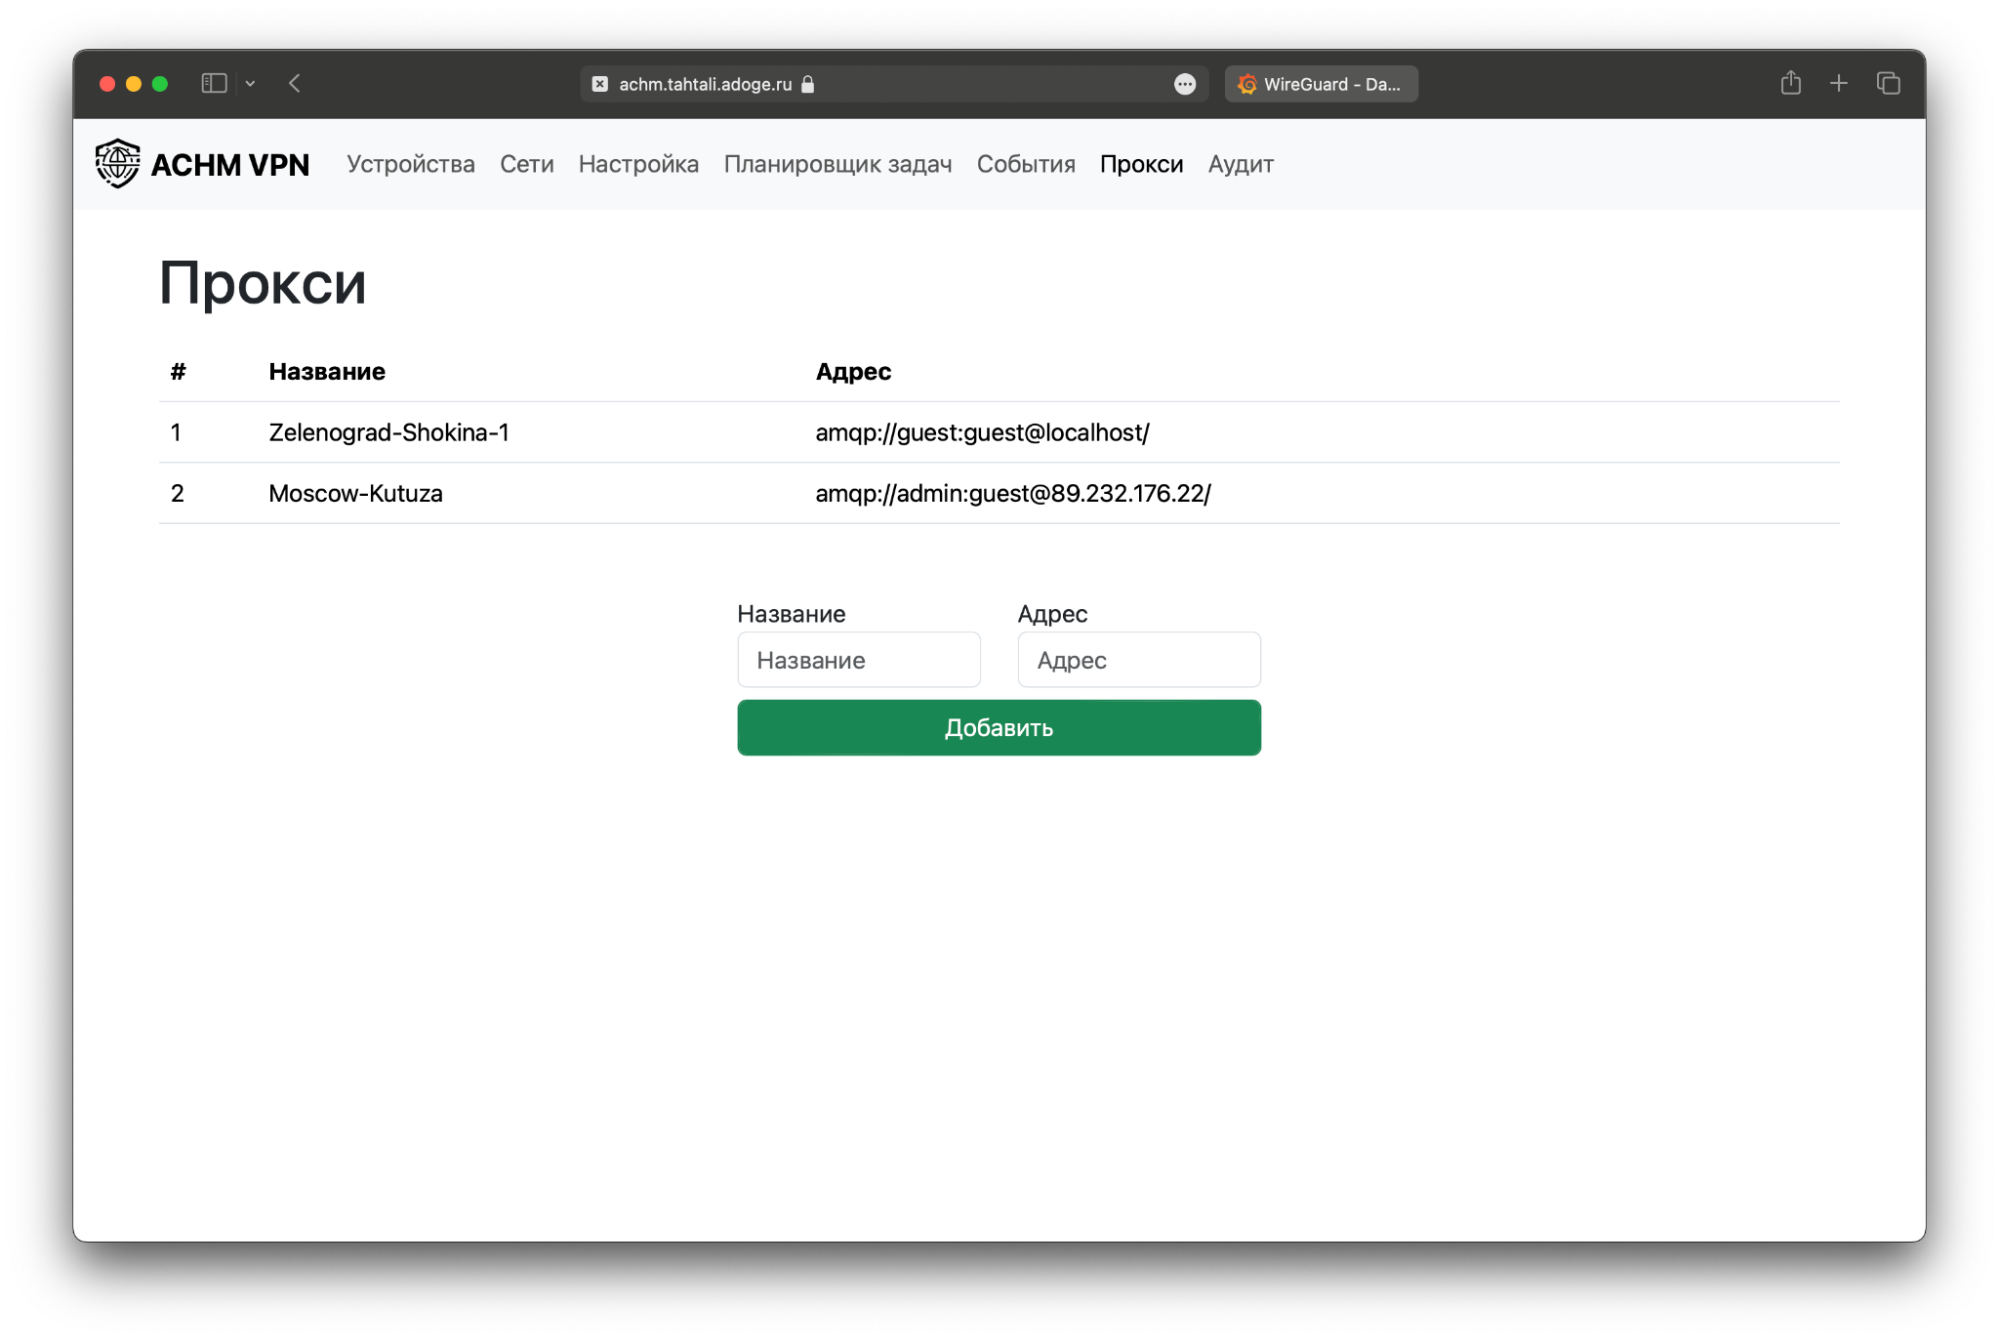 achm.tahtali.adoge.ru
WireGuard - Da...
ACHM VPN Устройства Сети Настройка Планировщик задач События Прокси Аудит
Прокси
# Название Адрес
1 Zelenograd-Shokina-1 amqp://guest:guest@localhost/
2 Moscow-Kutuza amqp://admin:guest@89.232.176.22/
Название Адрес
Название Адрес
Добавить